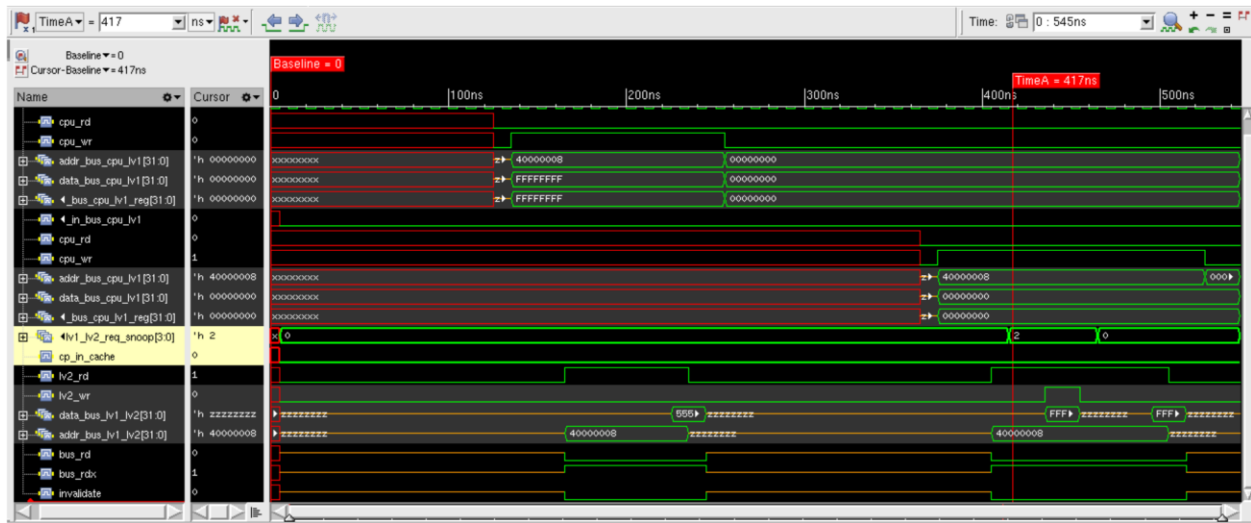 TimeA = 417 ns Time: 0 : 545ns
Baseline = 0
Cursor-Baseline = 417ns
Baseline = 0
TimeA = 417ns
Name Cursor 0 100ns 200ns 300ns 400ns 500ns
cpu_rd 0
cpu_wr 0
addr_bus_cpu_lv1[31:0] 'h 00000000 xxxxxxxx z 40000008 00000000
data_bus_cpu_lv1[31:0] 'h 00000000 xxxxxxxx z FFFFFFFF 00000000
_bus_cpu_lv1_reg[31:0] 'h 00000000 xxxxxxxx z FFFFFFFF 00000000
_in_bus_cpu_lv1 0
cpu_rd 0
cpu_wr 1
addr_bus_cpu_lv1[31:0] 'h 40000008 xxxxxxxx z 40000008 000
data_bus_cpu_lv1[31:0] 'h 00000000 xxxxxxxx z 00000000
_bus_cpu_lv1_reg[31:0] 'h 00000000 xxxxxxxx z 00000000
lv1_lv2_req_snoop[3:0] 'h 2 x 0 2 0
cp_in_cache 0
lv2_rd 1
lv2_wr 0
data_bus_lv1_lv2[31:0] 'h zzzzzzzz zzzzzzzz 555 zzzzzzzz FFF zzzzzzzz FFF zzzzzzzz
addr_bus_lv1_lv2[31:0] 'h 40000008 zzzzzzzz 40000008 zzzzzzzz 40000008 zzzzzzzz
bus_rd 0
bus_rdx 1
invalidate 0